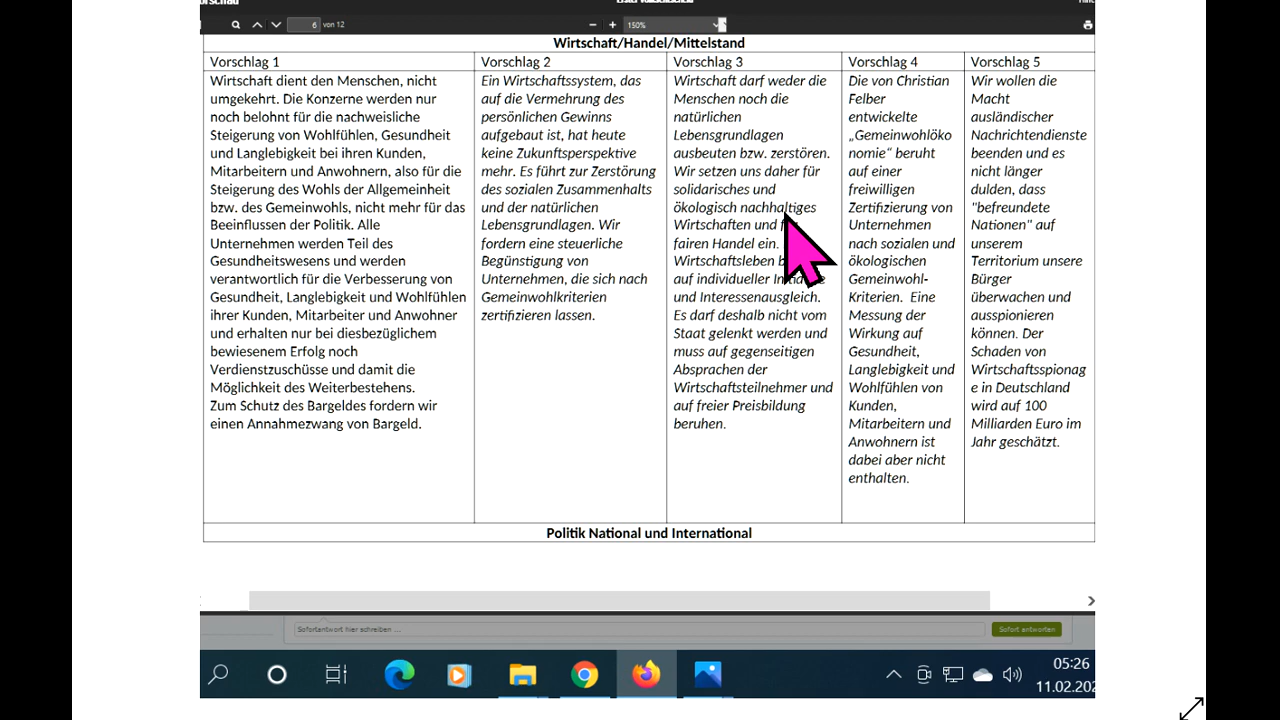 6 von 12
150%
Wirtschaft/Handel/Mittelstand
Vorschlag 1
Wirtschaft dient den Menschen, nicht
umgekehrt. Die Konzerne werden nur
noch belohnt für die nachweisliche
Steigerung von Wohlfühlen, Gesundheit
und Langlebigkeit bei ihren Kunden,
Mitarbeitern und Anwohnern, also für die
Steigerung des Wohls der Allgemeinheit
bzw. des Gemeinwohls, nicht mehr für das
Beeinflussen der Politik. Alle
Unternehmen werden Teil des
Gesundheitswesens und werden
verantwortlich für die Verbesserung von
Gesundheit, Langlebigkeit und Wohlfühlen
ihrer Kunden, Mitarbeiter und Anwohner
und erhalten nur bei diesbezüglichem
bewiesenem Erfolg noch
Verdienstzuschüsse und damit die
Möglichkeit des Weiterbestehens.
Zum Schutz des Bargeldes fordern wir
einen Annahmezwang von Bargeld.
Vorschlag 2
Ein Wirtschaftssystem, das
auf die Vermehrung des
persönlichen Gewinns
aufgebaut ist, hat heute
keine Zukunftsperspektive
mehr. Es führt zur Zerstörung
des sozialen Zusammenhalts
und der natürlichen
Lebensgrundlagen. Wir
fordern eine steuerliche
Begünstigung von
Unternehmen, die sich nach
Gemeinwohlkriterien
zertifizieren lassen.
Vorschlag 3
Wirtschaft darf weder die
Menschen noch die
natürlichen
Lebensgrundlagen
ausbeuten bzw. zerstören.
Wir setzen uns daher für
solidarisches und
ökologisch nachhaltiges
Wirtschaften und
fairen Handel ein.
Wirtschaftsleben
auf individueller
und Interessenausgleich.
Es darf deshalb nicht vom
Staat gelenkt werden und
muss auf gegenseitigen
Absprachen der
Wirtschaftsteilnehmer und
auf freier Preisbildung
beruhen.
Vorschlag 4
Die von Christian
Felber
entwickelte
„Gemeinwohlöko
nomie“ beruht
auf einer
freiwilligen
Zertifizierung von
Unternehmen
nach sozialen und
ökologischen
Gemeinwohl-
Kriterien. Eine
Messung der
Wirkung auf
Gesundheit,
Langlebigkeit und
Wohlfühlen von
Kunden,
Mitarbeitern und
Anwohnern ist
dabei aber nicht
enthalten.
Vorschlag 5
Wir wollen die
Macht
ausländischer
Nachrichtendienste
beenden und es
nicht länger
dulden, dass
"befreundete
Nationen" auf
unserem
Territorium unsere
Bürger
überwachen und
ausspionieren
können. Der
Schaden von
Wirtschaftsspionag
e in Deutschland
wird auf 100
Milliarden Euro im
Jahr geschätzt.
Politik National und International
Sofortantwort hier schreiben ...
Sofort antworten
05:26
11.02.202